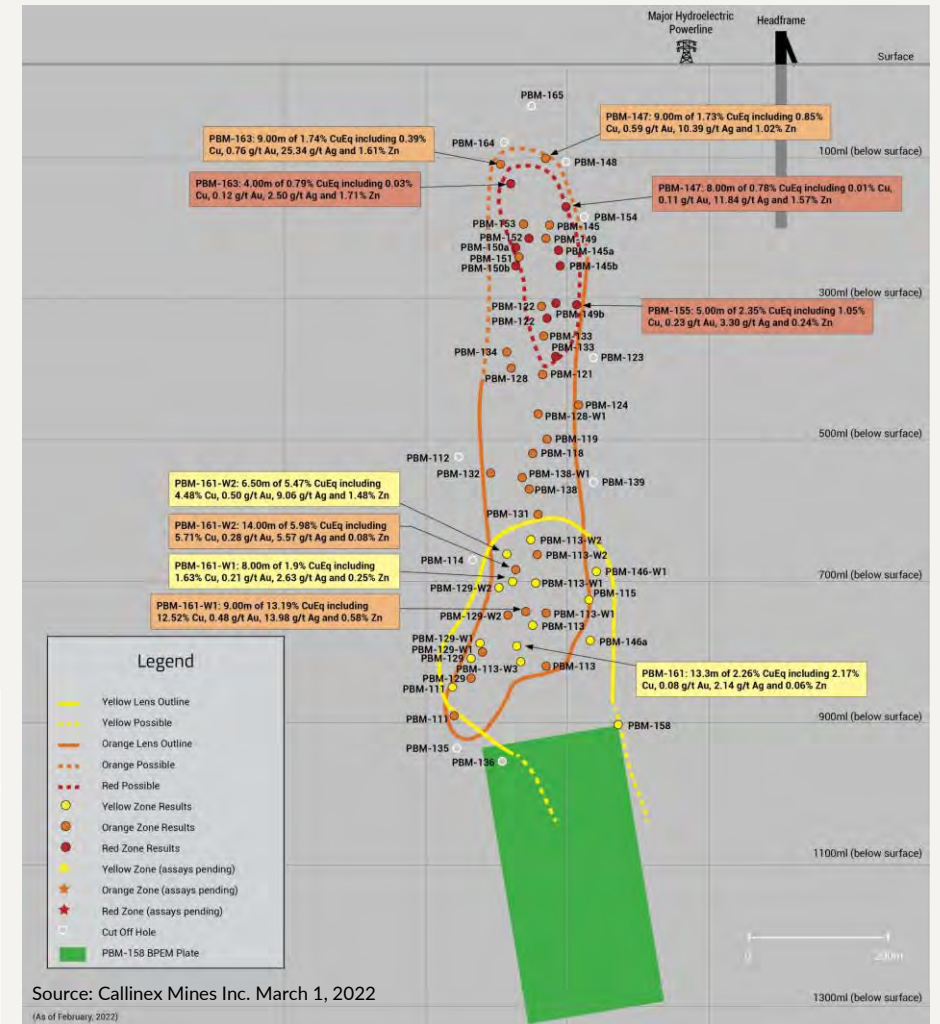 Major Hydroelectric
Powerline
Headframe
Surface
PBM-165
PBM-147: 9.00m of 1.73% CuEq including 0.85%
Cu, 0.59 g/t Au, 10.39 g/t Ag and 1.02% Zn
PBM-163: 9.00m of 1.74% CuEq including 0.39%
Cu, 0.76 g/t Au, 25.34 g/t Ag and 1.61% Zn
PBM-164
100ml (below surface)
PBM-148
PBM-163: 4.00m of 0.79% CuEq including 0.03%
Cu, 0.12 g/t Au, 2.50 g/t Ag and 1.71% Zn
PBM-147: 8.00m of 0.78% CuEq including 0.01% Cu,
0.11 g/t Au, 11.84 g/t Ag and 1.57% Zn
PBM-154
PBM-153
PBM-145
PBM-152
PBM-149
PBM-150a
PBM-145a
PBM-151
PBM-150b
PBM-145b
300ml (below surface)
PBM-122
PBM-149b
PBM-122
PBM-155: 5.00m of 2.35% CuEq including 1.05%
Cu, 0.23 g/t Au, 3.30 g/t Ag and 0.24% Zn
PBM-133
PBM-133
PBM-134
PBM-123
PBM-128
PBM-121
PBM-124
PBM-128-W1
500ml (below surface)
PBM-119
PBM-118
PBM-112
PBM-132
PBM-138-W1
PBM-139
PBM-138
PBM-161-W2: 6.50m of 5.47% CuEq including
4.48% Cu, 0.50 g/t Au, 9.06 g/t Ag and 1.48% Zn
PBM-131
PBM-161-W2: 14.00m of 5.98% CuEq including
5.71% Cu, 0.28 g/t Au, 5.57 g/t Ag and 0.08% Zn
PBM-113-W2
PBM-113-W2
PBM-114
PBM-161-W1: 8.00m of 1.9% CuEq including
1.63% Cu, 0.21 g/t Au, 2.63 g/t Ag and 0.25% Zn
PBM-146-W1
700ml (below surface)
PBM-129-W2
PBM-113-W1
PBM-115
PBM-161-W1: 9.00m of 13.19% CuEq including
12.52% Cu, 0.48 g/t Au, 13.98 g/t Ag and 0.58% Zn
PBM-129-W2
PBM-113-W1
PBM-113
PBM-129-W1
PBM-146a
PBM-129-W1
PBM-129
PBM-113-W3
PBM-113
PBM-129
PBM-111
PBM-161: 13.3m of 2.26% CuEq including 2.17%
Cu, 0.08 g/t Au, 2.14 g/t Ag and 0.06% Zn
PBM-111
900ml (below surface)
PBM-158
PBM-135
PBM-136
1100ml (below surface)
1300ml (below surface)
0
200m
Legend
Yellow Lens Outline
Yellow Possible
Orange Lens Outline
Orange Possible
Red Possible
Yellow Zone Results
Orange Zone Results
Red Zone Results
Yellow Zone (assays pending)
Orange Zone (assays pending)
Red Zone (assays pending)
Cut Off Hole
PBM-158 BPEM Plate
Source: Callinex Mines Inc. March 1, 2022
(As of February, 2022)